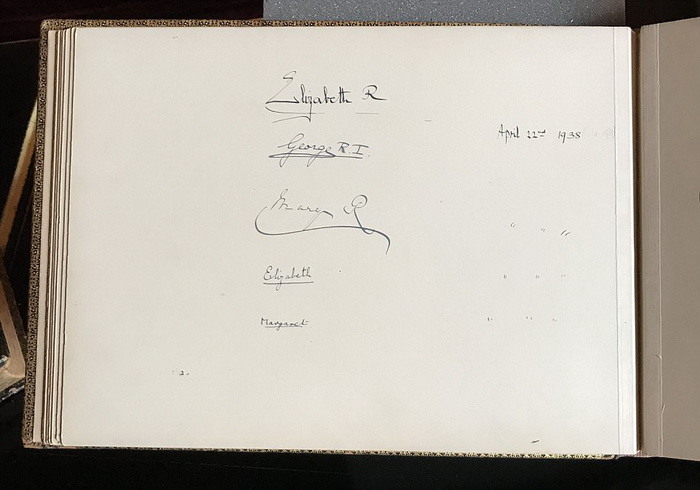 Elizabeth R
April 22nd 1938
George R.I.
Mary R
" " "
Elizabeth " " "
Margaret " " "